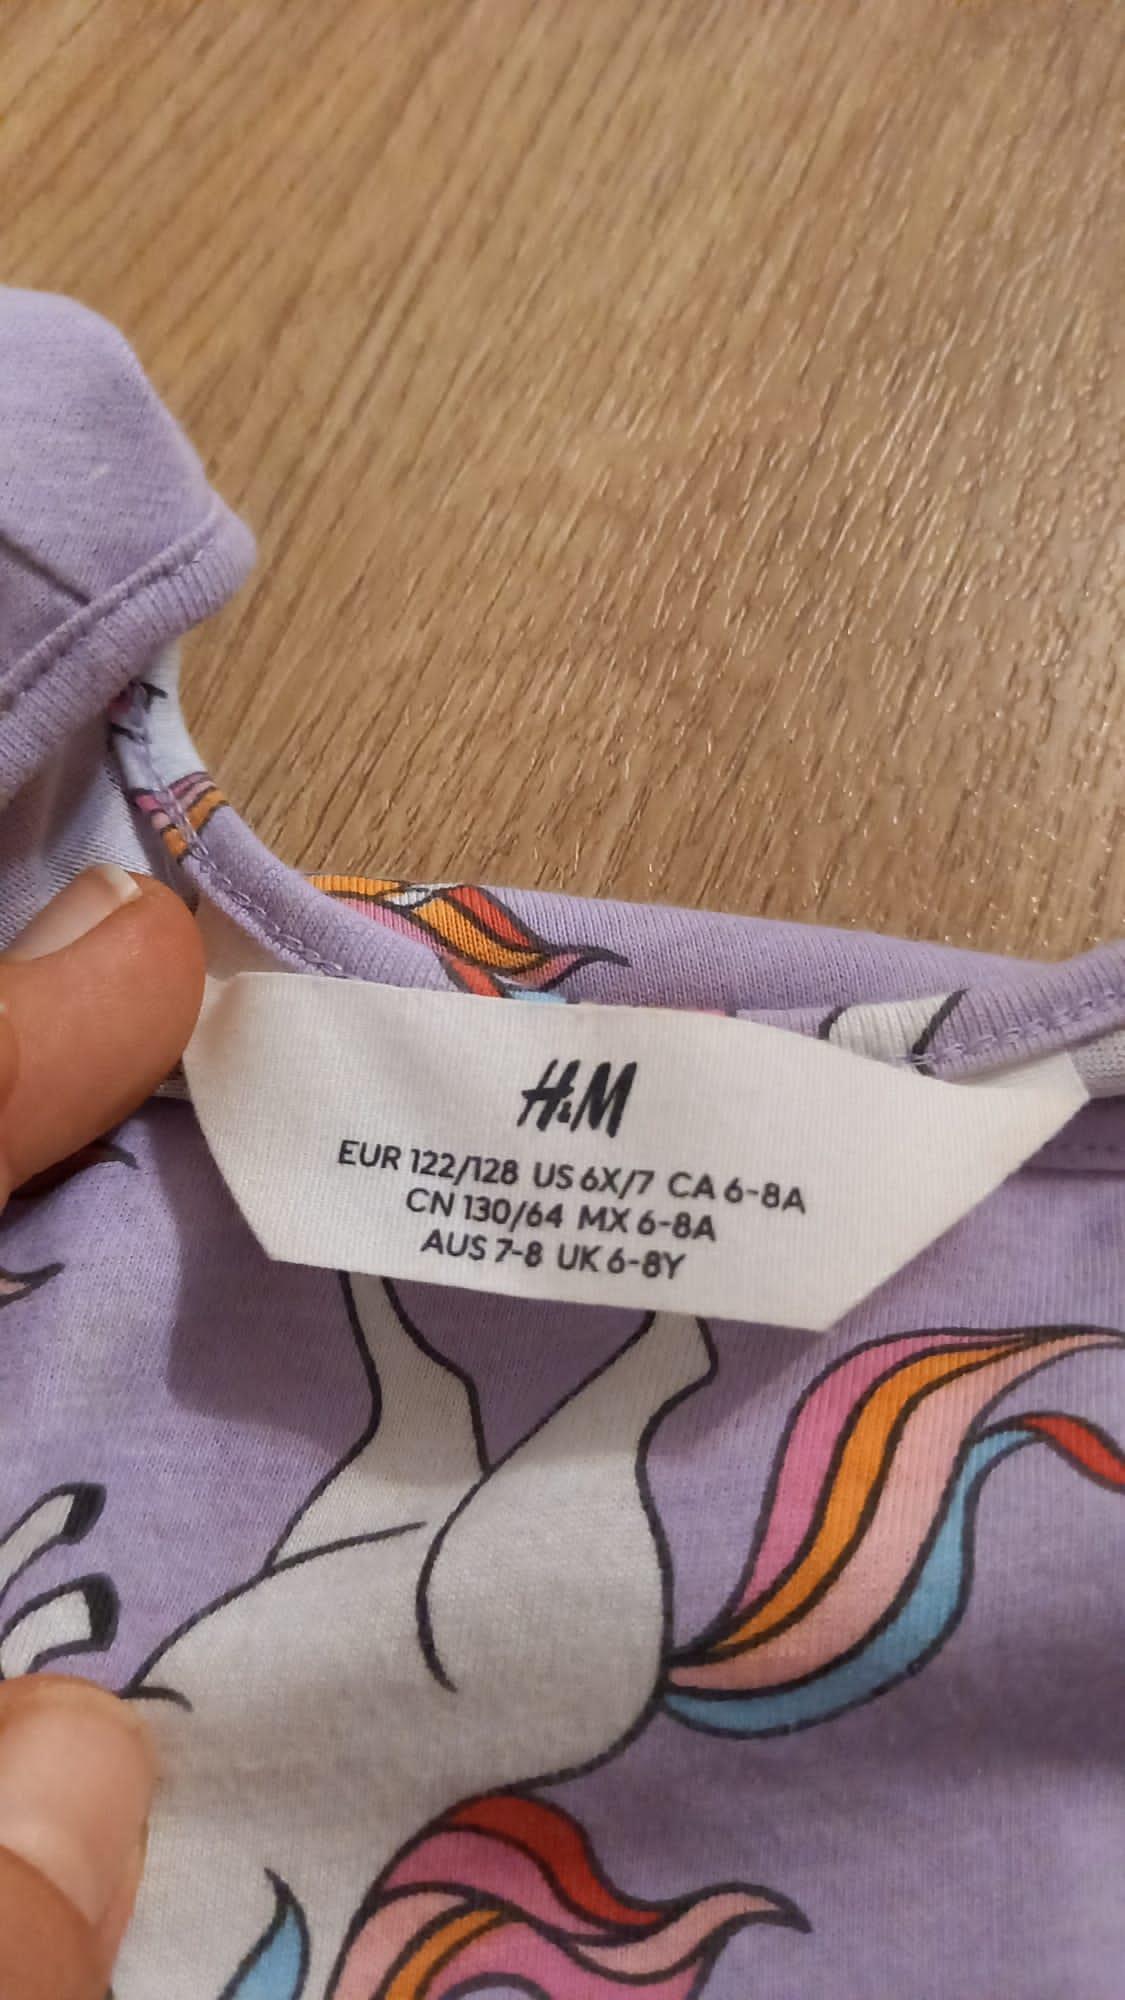 H&M
EUR 122/128 US 6X/7 CA 6-8A
CN 130/64 MX 6-8A
AUS 7-8 UK 6-8Y